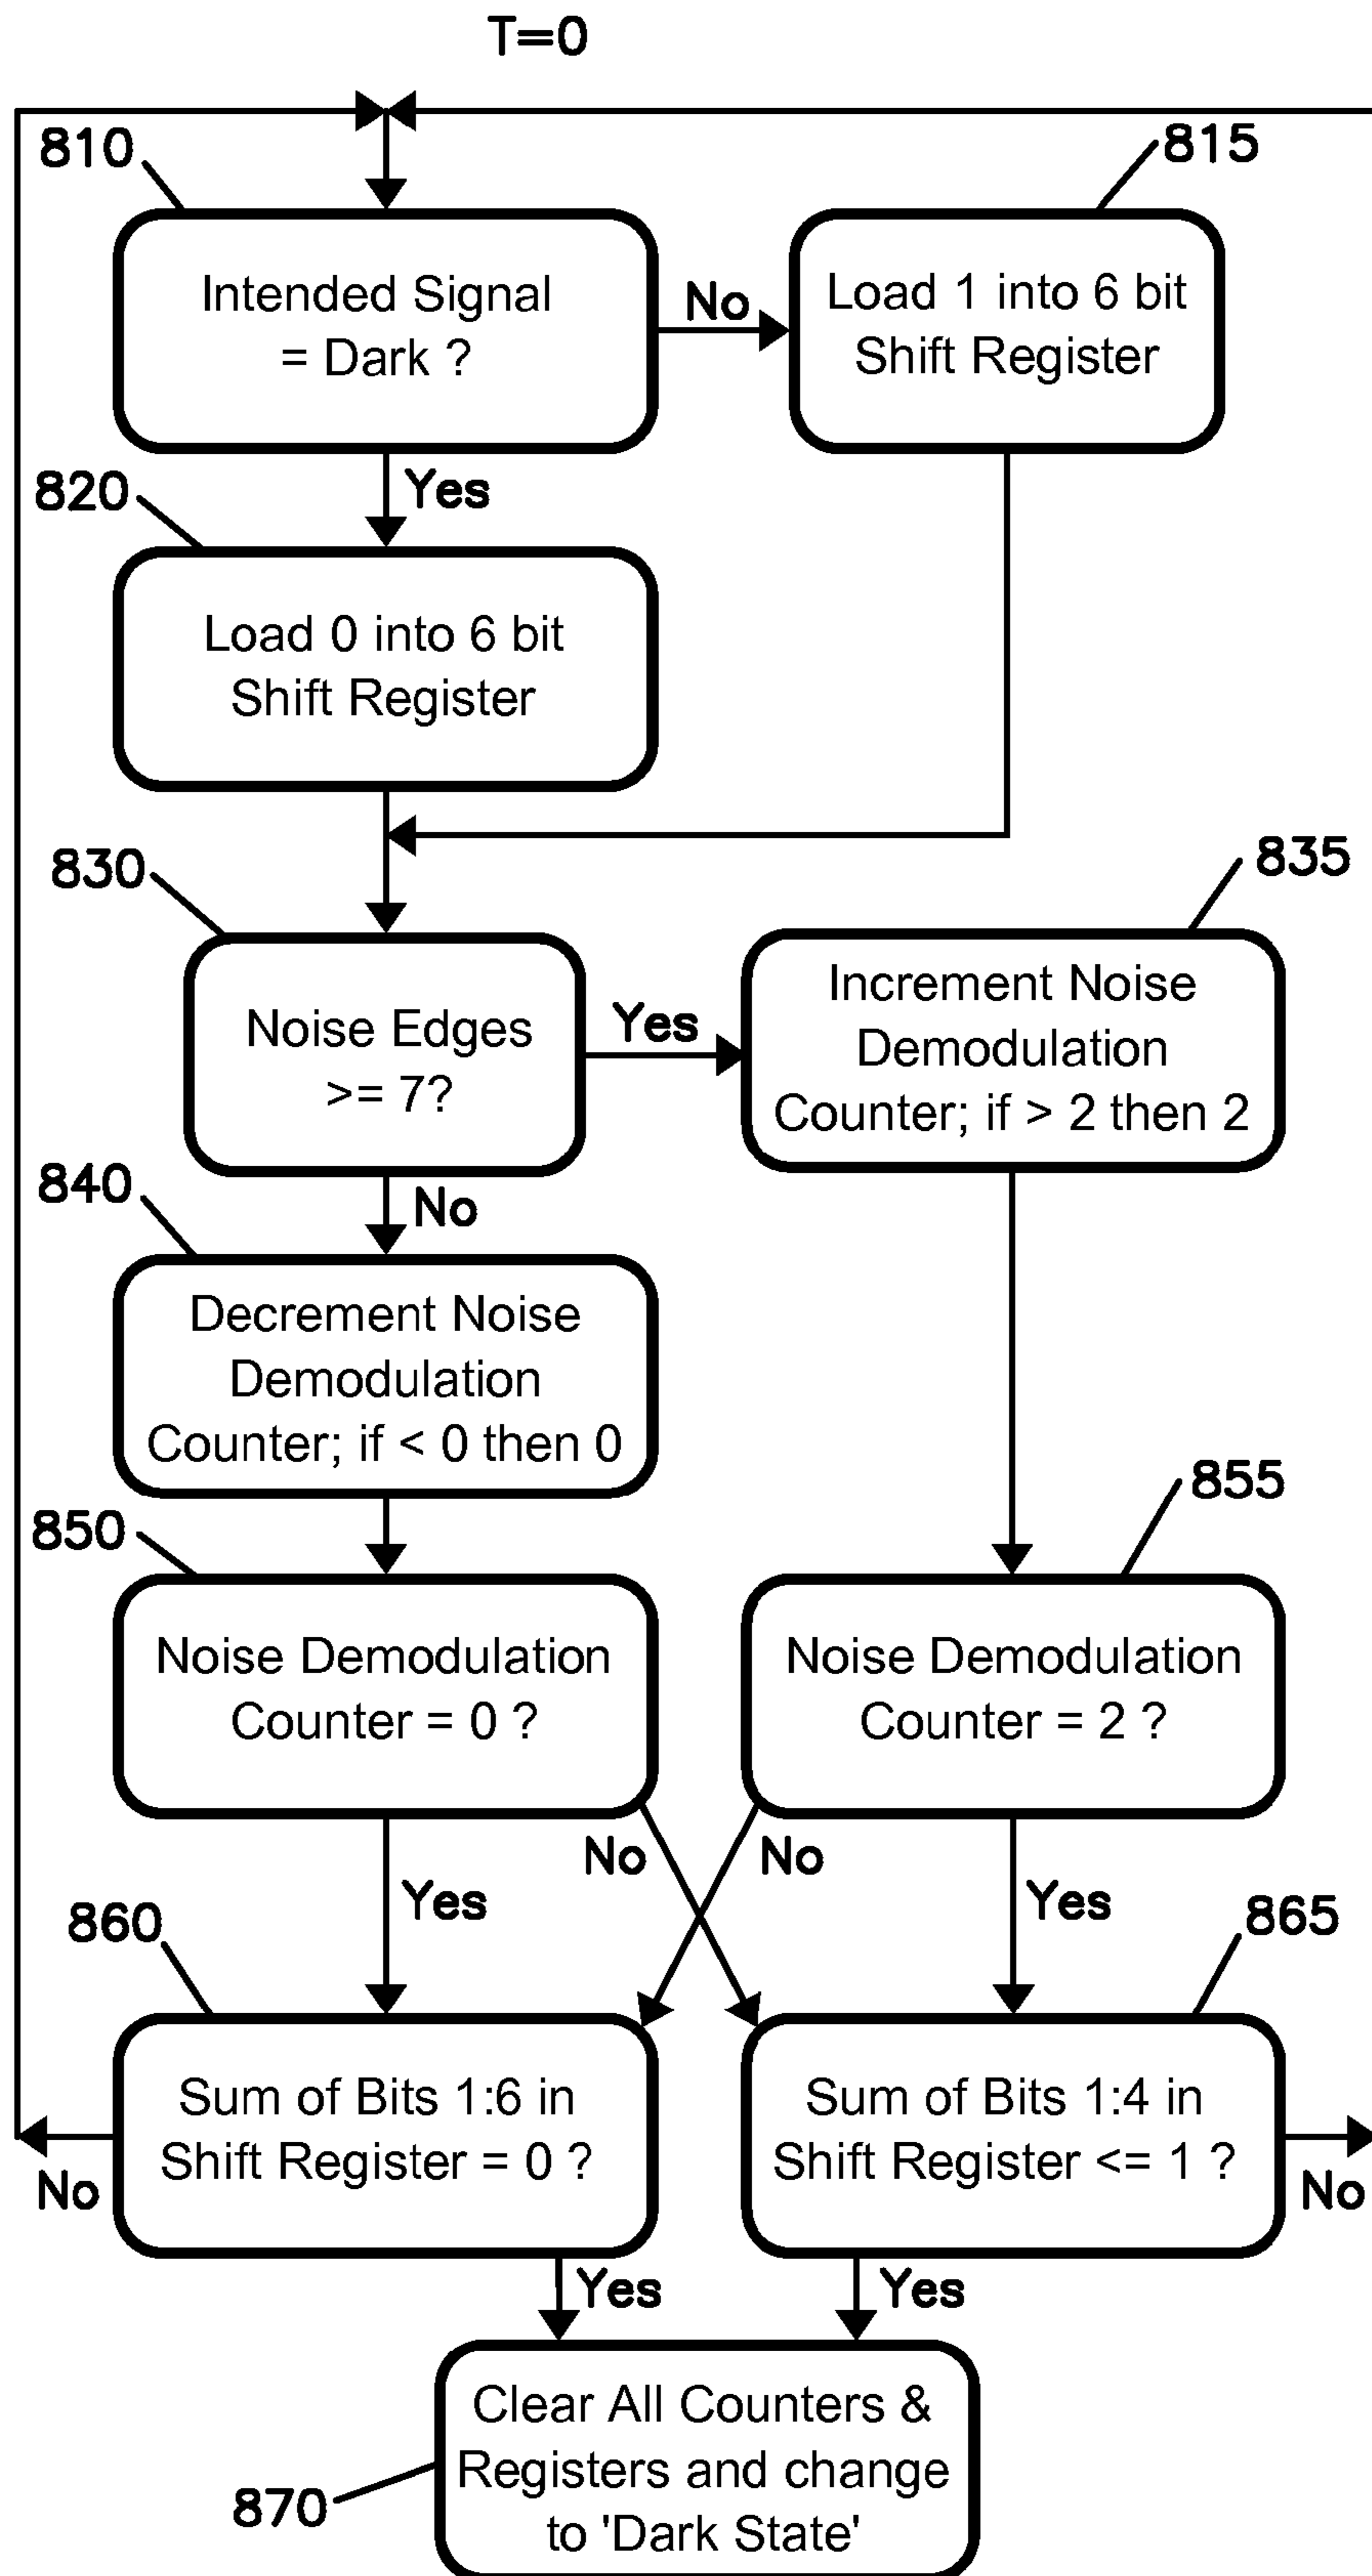 T=0
810
815
Intended Signal
= Dark ?
No
Load 1 into 6 bit
Shift Register
Yes
820
Load 0 into 6 bit
Shift Register
830
835
Noise Edges
>= 7?
Yes
Increment Noise
Demodulation
Counter; if > 2 then 2
840
No
Decrement Noise
Demodulation
Counter; if < 0 then 0
850
855
Noise Demodulation
Counter = 0 ?
Noise Demodulation
Counter = 2 ?
No
No
Yes
Yes
860
865
Sum of Bits 1:6 in
Shift Register = 0 ?
Sum of Bits 1:4 in
Shift Register <= 1 ?
No
No
Yes
Yes
Clear All Counters &
Registers and change
to 'Dark State'
870